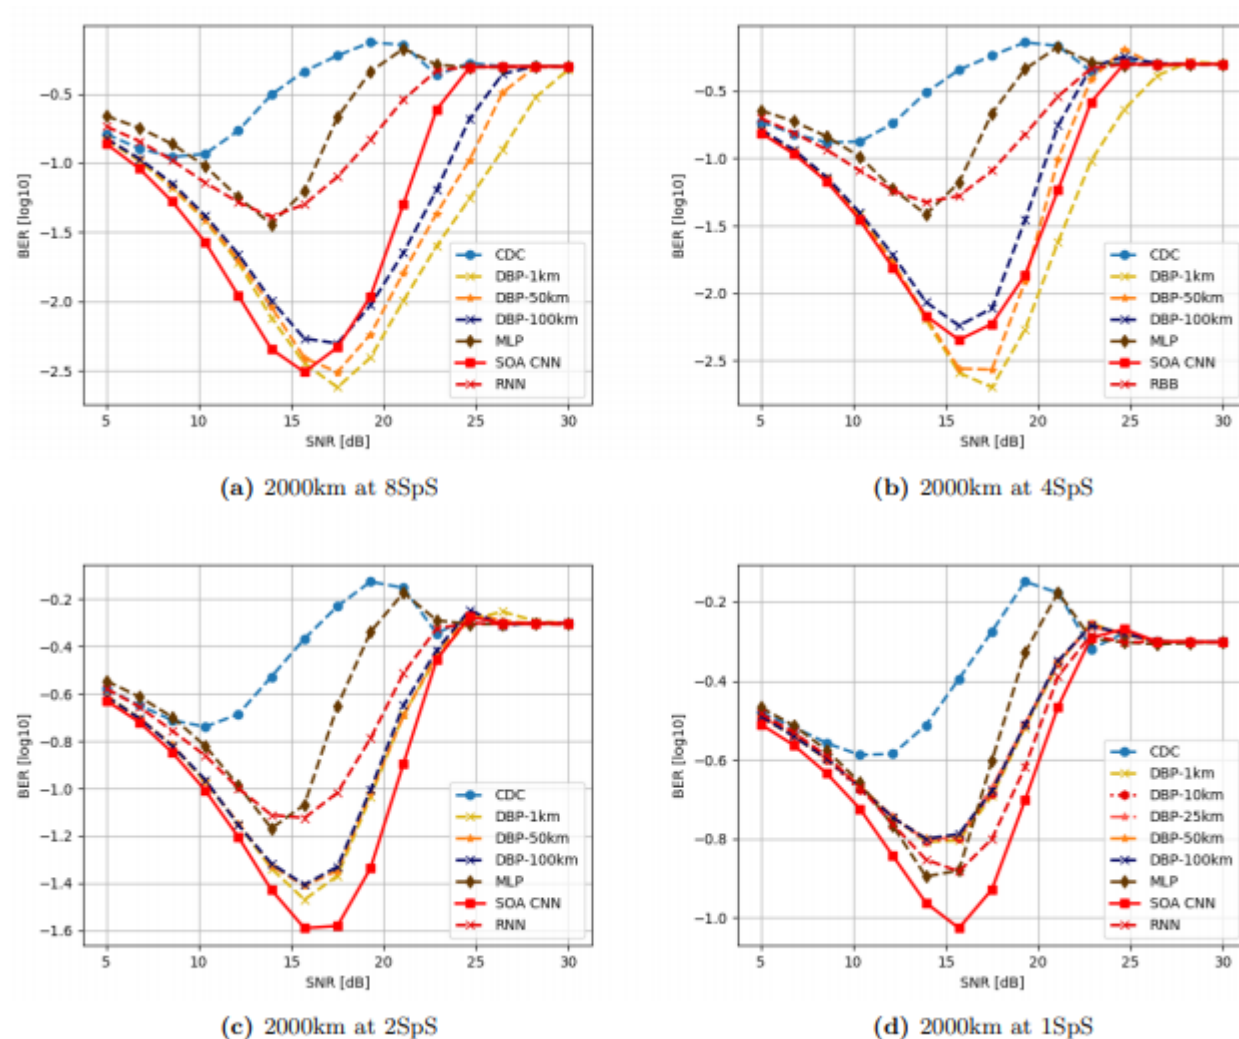 −0.5
−1.0
−1.5
−2.0
−2.5
BER [log10]
5 10 15 20 25 30
SNR [dB]
CDC
DBP-1km
DBP-50km
DBP-100km
MLP
SOA CNN
RNN
(a) 2000km at 8SpS
−0.5
−1.0
−1.5
−2.0
−2.5
BER [log10]
5 10 15 20 25 30
SNR [dB]
CDC
DBP-1km
DBP-50km
DBP-100km
MLP
SOA CNN
RBB
(b) 2000km at 4SpS
−0.2
−0.4
−0.6
−0.8
−1.0
−1.2
−1.4
−1.6
BER [log10]
5 10 15 20 25 30
SNR [dB]
CDC
DBP-1km
DBP-50km
DBP-100km
MLP
SOA CNN
RNN
(c) 2000km at 2SpS
−0.2
−0.4
−0.6
−0.8
−1.0
BER [log10]
5 10 15 20 25 30
SNR [dB]
CDC
DBP-1km
DBP-10km
DBP-25km
DBP-50km
DBP-100km
MLP
SOA CNN
RNN
(d) 2000km at 1SpS